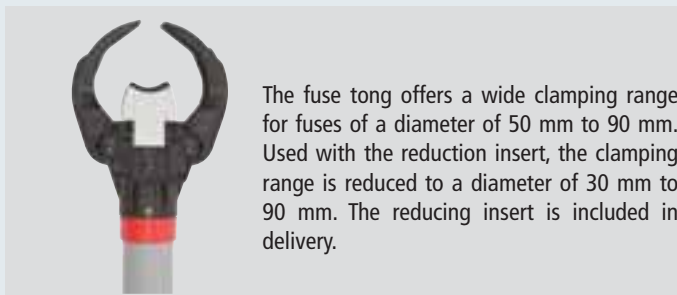 The fuse tong offers a wide clamping range
for fuses of a diameter of 50 mm to 90 mm.
Used with the reduction insert, the clamping
range is reduced to a diameter of 30 mm to
90 mm. The reducing insert is included in
delivery.